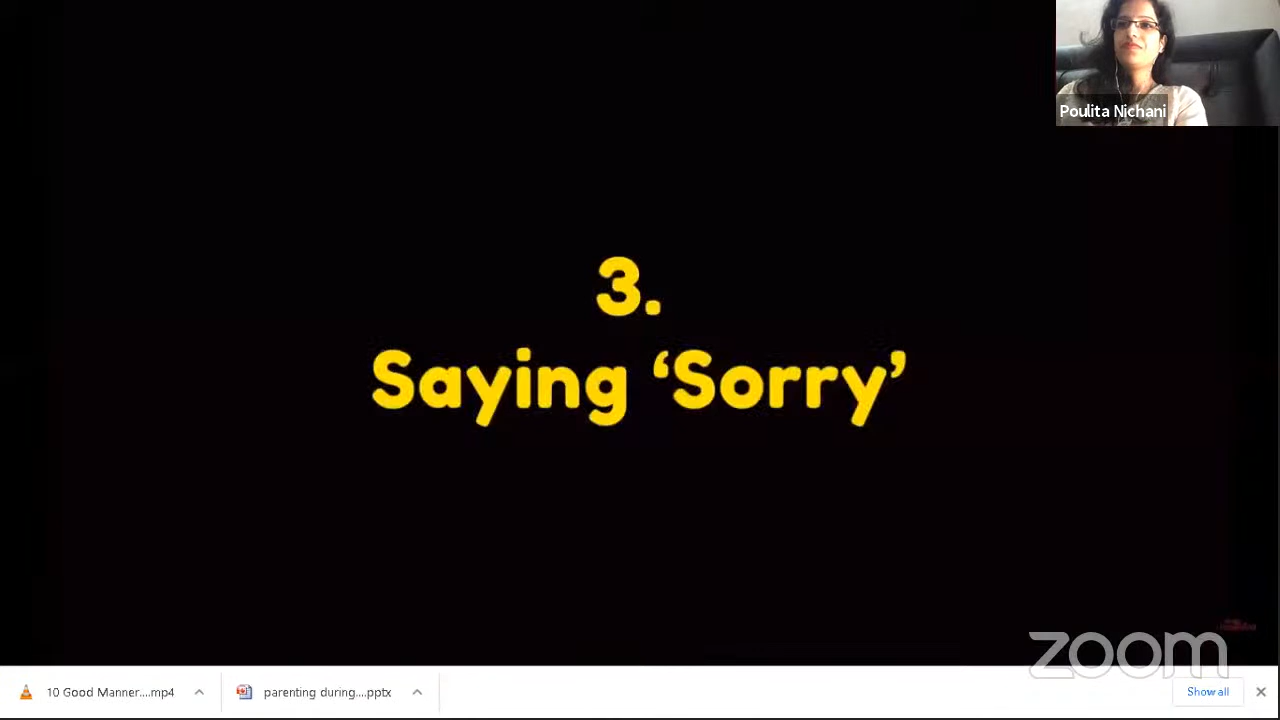 Poulita Nichani
3.
Saying ‘Sorry’
zoom
10 Good Manner....mp4
parenting during....pptx
Show all